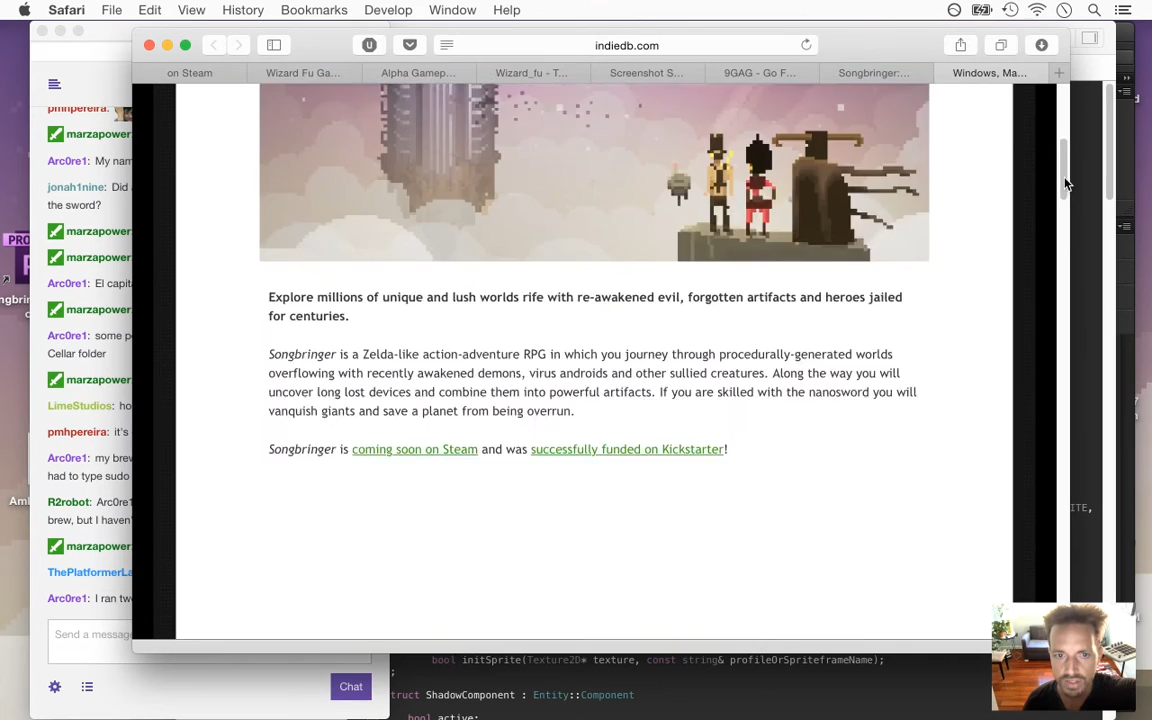 Safari File Edit View History Bookmarks Develop Window Help
indiedb.com
on Steam
Wizard Fu Ga...
Alpha Gamep...
Wizard_fu - T...
Screenshot S...
9GAG - Go F...
Songbringer:...
Windows, Ma...
pmhpereira:
marzapower
Arc0re1: My nam
jonah1nine: Did
the sword?
marzapower
marzapower
Arc0re1: El capit
marzapower
Arc0re1: some p
Cellar folder
marzapower
LimeStudios: ho
pmhpereira: it's
Arc0re1: my brew
had to type sudo
R2robot: Arc0re1
brew, but I haven'
marzapower
ThePlatformerLa
Arc0re1: I ran tw
Send a message
Chat
Explore millions of unique and lush worlds rife with re-awakened evil, forgotten artifacts and heroes jailed
for centuries.
Songbringer is a Zelda-like action-adventure RPG in which you journey through procedurally-generated worlds
overflowing with recently awakened demons, virus androids and other sullied creatures. Along the way you will
uncover long lost devices and combine them into powerful artifacts. If you are skilled with the nanosword you will
vanquish giants and save a planet from being overrun.
Songbringer is coming soon on Steam and was successfully funded on Kickstarter!
ITE,
bool initSprite(Texture2D* texture, const string& profileOrSpriteframeName);
;
truct ShadowComponent : Entity::Component
bool active;